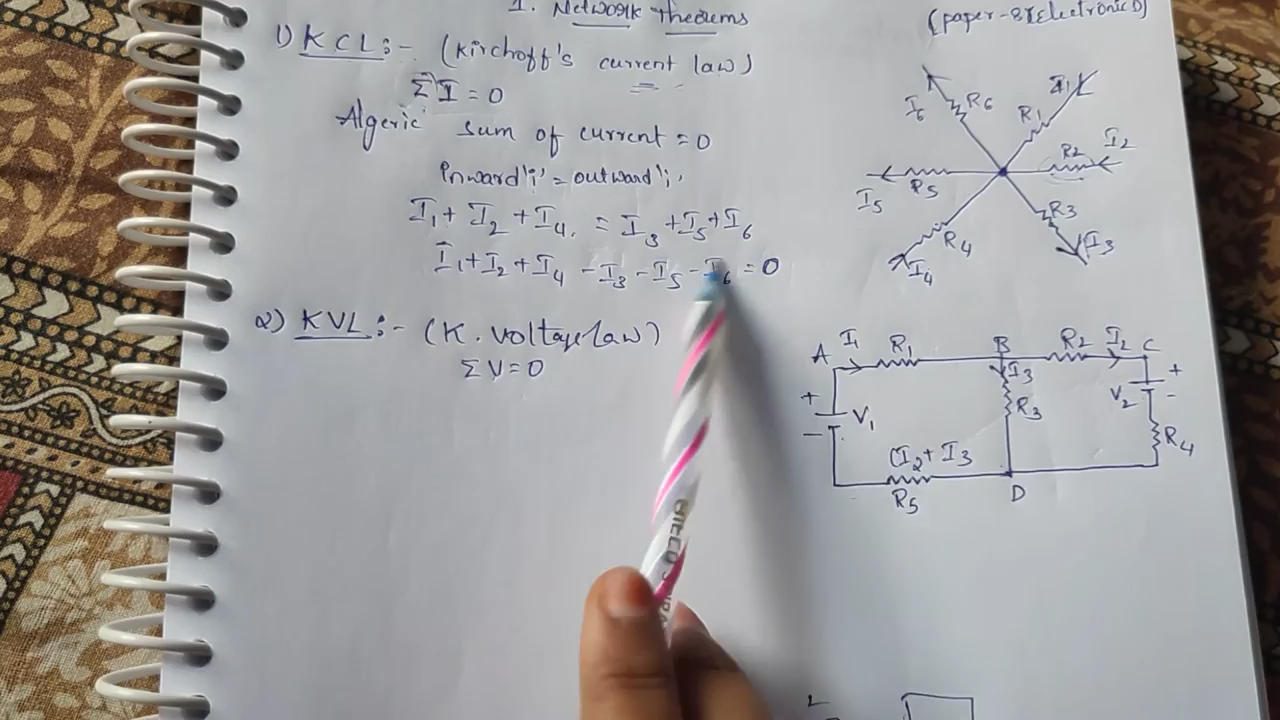 1. Network theorems
(paper-8(Electronics)
1) KCL:- (Kirchoff's current law)
ΣI = 0
Algeric sum of current = 0
Inward 'i' = outward 'i'
I1 + I2 + I4. = I3 + I5 + I6
I1 + I2 + I4 - I3 - I5 - I6 = 0
2) KVL:- (K. voltage law)
ΣV = 0
I6 R6 R1 I1
R2 I2
I5 R5
R4 R3 I3
I4
A I1 R1 B R2 I2 C
I3
+ V1 - R3 V2 + -
R4
(I2 + I3
R5 D